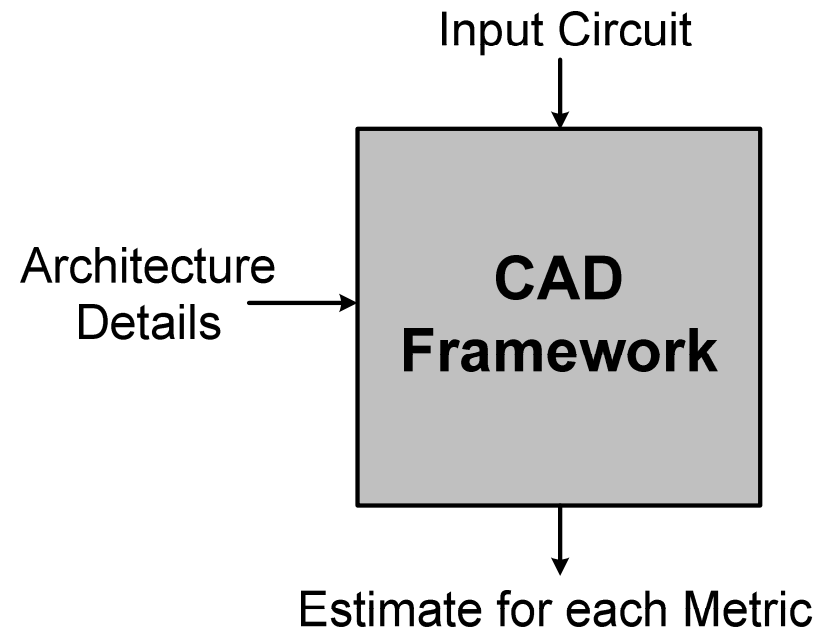 Input Circuit
Architecture
Details
CAD
Framework
Estimate for each Metric